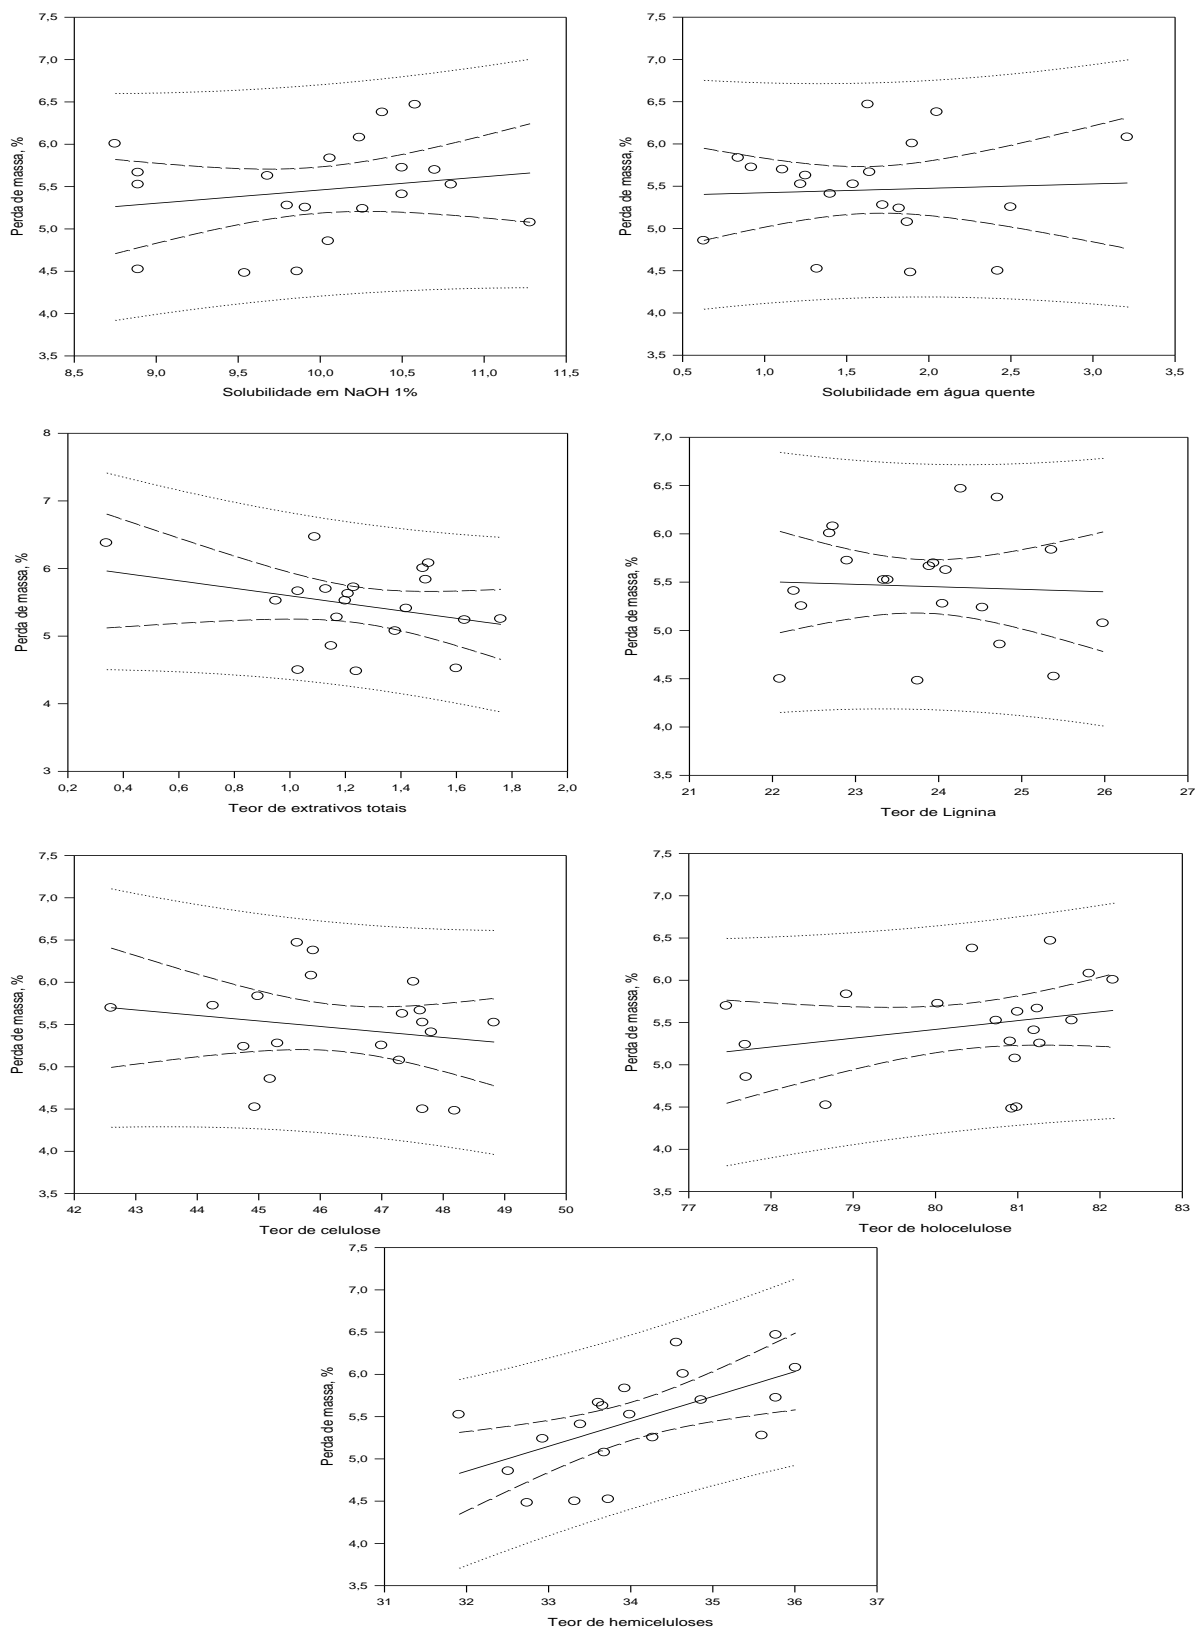 7,5
7,0
6,5
6,0
5,5
5,0
4,5
4,0
3,5
Perda de massa, %
8,5 9,0 9,5 10,0 10,5 11,0 11,5
Solubilidade em NaOH 1%
7,5
7,0
6,5
6,0
5,5
5,0
4,5
4,0
3,5
Perda de massa, %
0,5 1,0 1,5 2,0 2,5 3,0 3,5
Solubilidade em água quente
8
7
6
5
4
3
Perda de massa, %
0,2 0,4 0,6 0,8 1,0 1,2 1,4 1,6 1,8 2,0
Teor de extrativos totais
7,0
6,5
6,0
5,5
5,0
4,5
4,0
3,5
Perda de massa, %
21 22 23 24 25 26 27
Teor de Lignina
7,5
7,0
6,5
6,0
5,5
5,0
4,5
4,0
3,5
Perda de massa, %
42 43 44 45 46 47 48 49 50
Teor de celulose
7,5
7,0
6,5
6,0
5,5
5,0
4,5
4,0
3,5
Perda de massa, %
77 78 79 80 81 82 83
Teor de holocelulose
7,5
7,0
6,5
6,0
5,5
5,0
4,5
4,0
3,5
Perda de massa, %
31 32 33 34 35 36 37
Teor de hemiceluloses